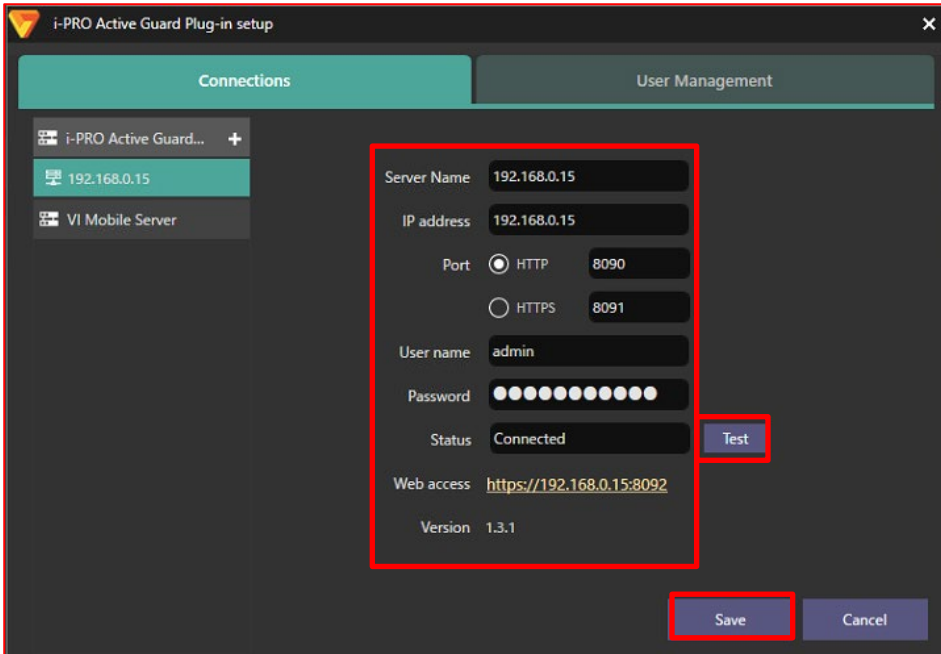 i-PRO Active Guard Plug-in setup
Connections
User Management
i-PRO Active Guard... +
192.168.0.15
VI Mobile Server
Server Name 192.168.0.15
IP address 192.168.0.15
Port HTTP 8090
HTTPS 8091
User name admin
Password ●●●●●●●●●●●
Status Connected Test
Web access https://192.168.0.15:8092
Version 1.3.1
Save Cancel